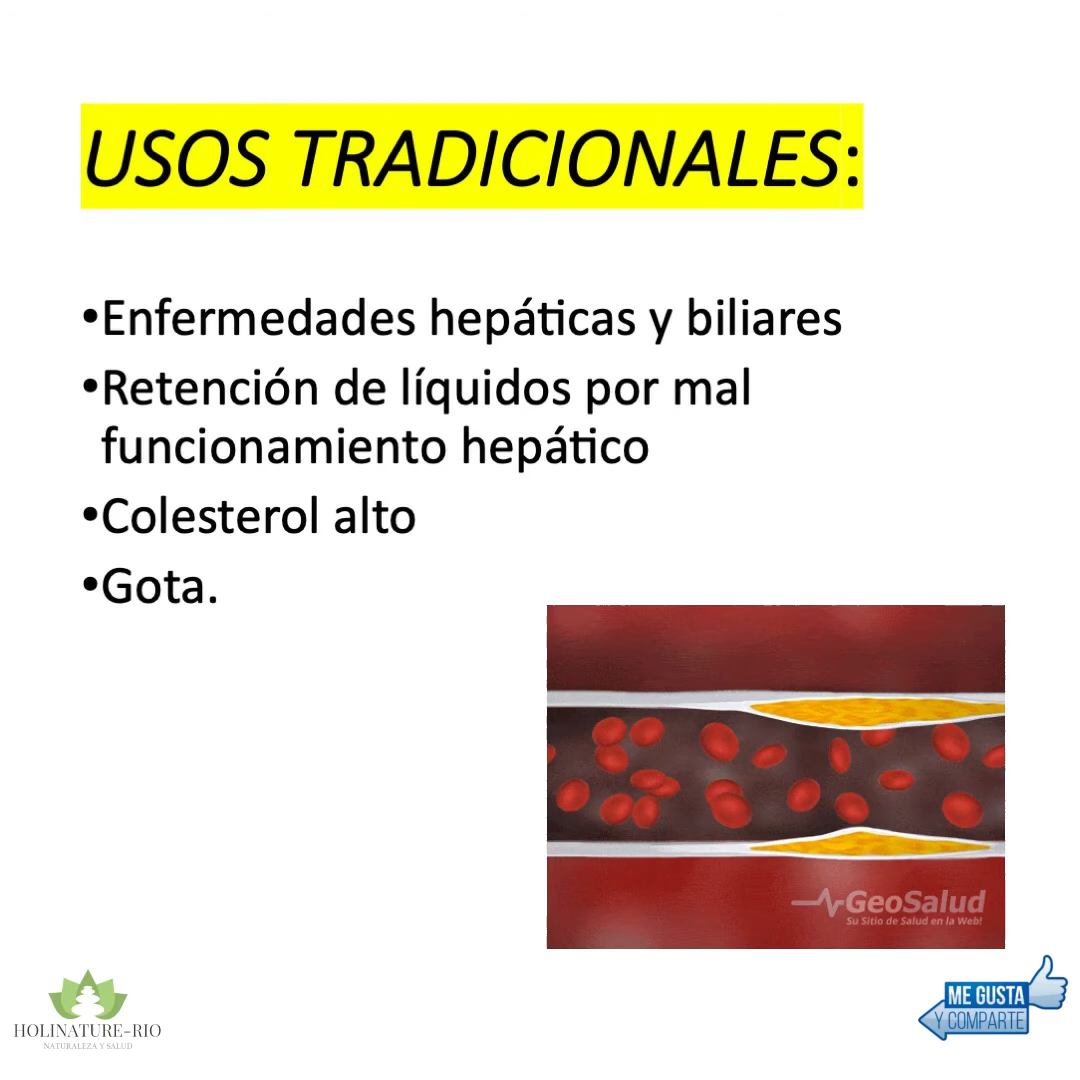 USOS TRADICIONALES:
•Enfermedades hepáticas y biliares
•Retención de líquidos por mal
funcionamiento hepático
•Colesterol alto
•Gota.
GeoSalud
Su Sitio de Salud en la Web!
HOLINATURE-RIO
NATURALEZA Y SALUD
ME GUSTA
Y COMPARTE